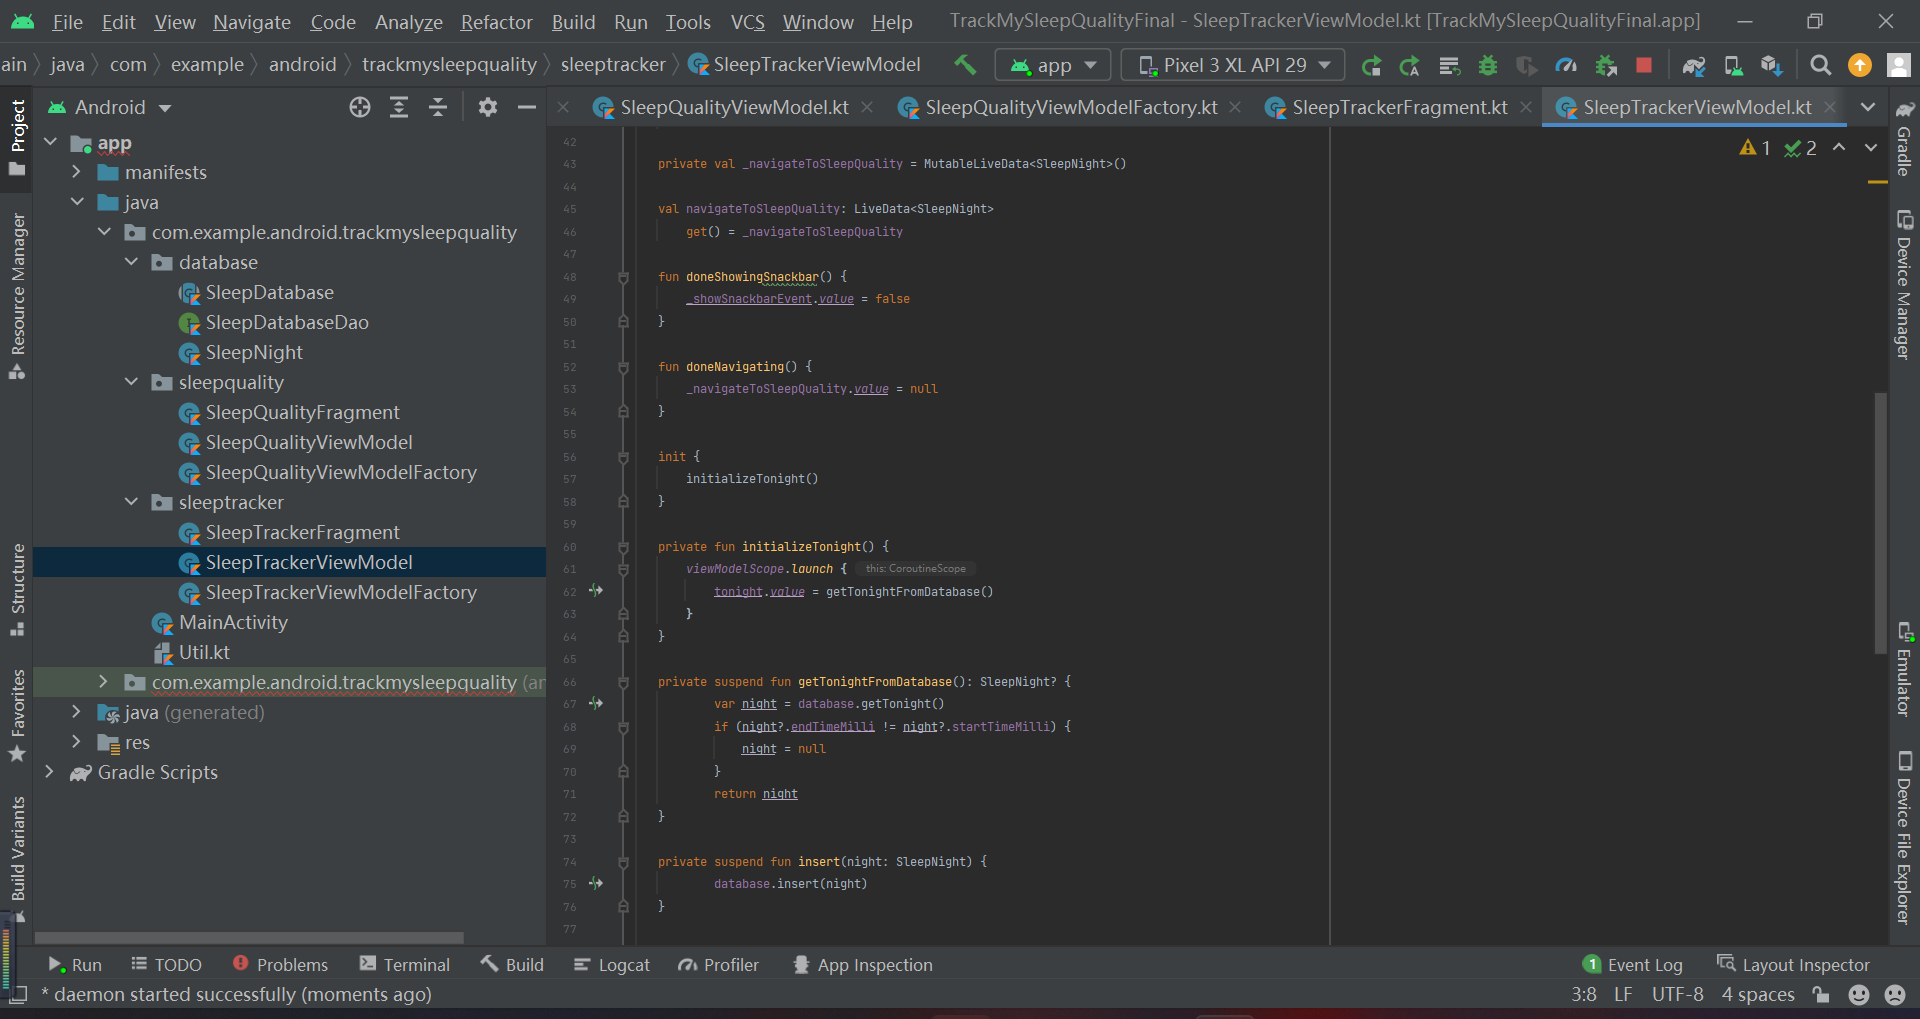 File Edit View Navigate Code Analyze Refactor Build Run Tools VCS Window Help TrackMySleepQualityFinal - SleepTrackerViewModel.kt [TrackMySleepQualityFinal.app]
ain java com example android trackmysleepquality sleeptracker SleepTrackerViewModel app Pixel 3 XL API 29
Android
SleepQualityViewModel.kt SleepQualityViewModelFactory.kt SleepTrackerFragment.kt SleepTrackerViewModel.kt
Project
Resource Manager
Structure
Favorites
Build Variants
app
manifests
java
com.example.android.trackmysleepquality
database
SleepDatabase
SleepDatabaseDao
SleepNight
sleepquality
SleepQualityFragment
SleepQualityViewModel
SleepQualityViewModelFactory
sleeptracker
SleepTrackerFragment
SleepTrackerViewModel
SleepTrackerViewModelFactory
MainActivity
Util.kt
com.example.android.trackmysleepquality (ar
java (generated)
res
Gradle Scripts
1 2
42
43 private val _navigateToSleepQuality = MutableLiveData<SleepNight>()
44
45 val navigateToSleepQuality: LiveData<SleepNight>
46 get() = _navigateToSleepQuality
47
48 fun doneShowingSnackbar() {
49 _showSnackbarEvent.value = false
50 }
51
52 fun doneNavigating() {
53 _navigateToSleepQuality.value = null
54 }
55
56 init {
57 initializeTonight()
58 }
59
60 private fun initializeTonight() {
61 viewModelScope.launch { this: CoroutineScope
62 tonight.value = getTonightFromDatabase()
63 }
64 }
65
66 private suspend fun getTonightFromDatabase(): SleepNight? {
67 var night = database.getTonight()
68 if (night?.endTimeMilli != night?.startTimeMilli) {
69 night = null
70 }
71 return night
72 }
73
74 private suspend fun insert(night: SleepNight) {
75 database.insert(night)
76 }
77
Gradle
Device Manager
Emulator
Device File Explorer
Run TODO Problems Terminal Build Logcat Profiler App Inspection 1 Event Log Layout Inspector
* daemon started successfully (moments ago) 3:8 LF UTF-8 4 spaces